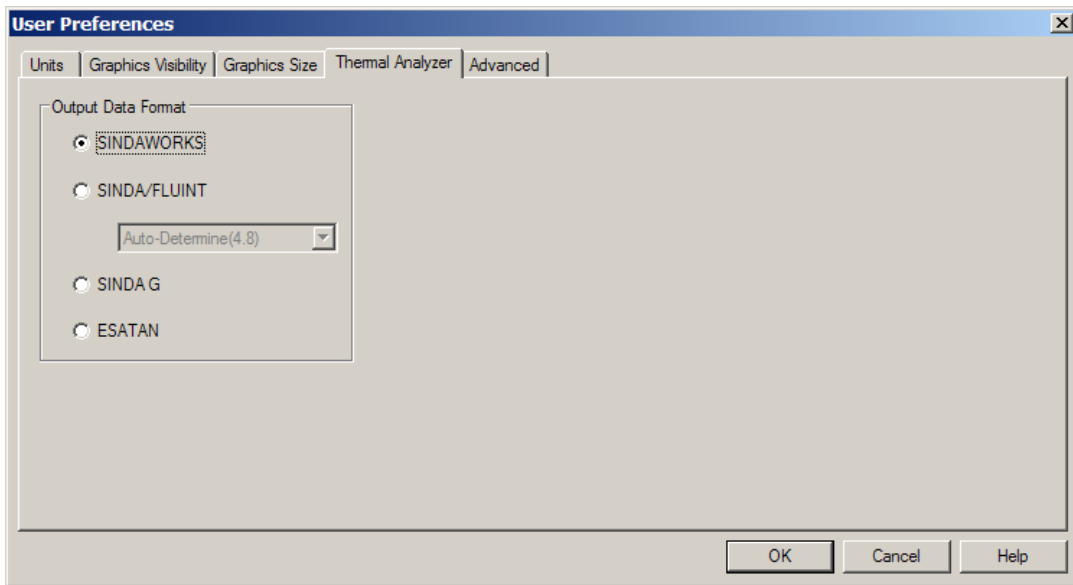 User Preferences
Units Graphics Visibility Graphics Size Thermal Analyzer Advanced
Output Data Format
SINDAWORKS
SINDA/FLUINT
Auto-Determine(4.8)
SINDA G
ESATAN
OK Cancel Help